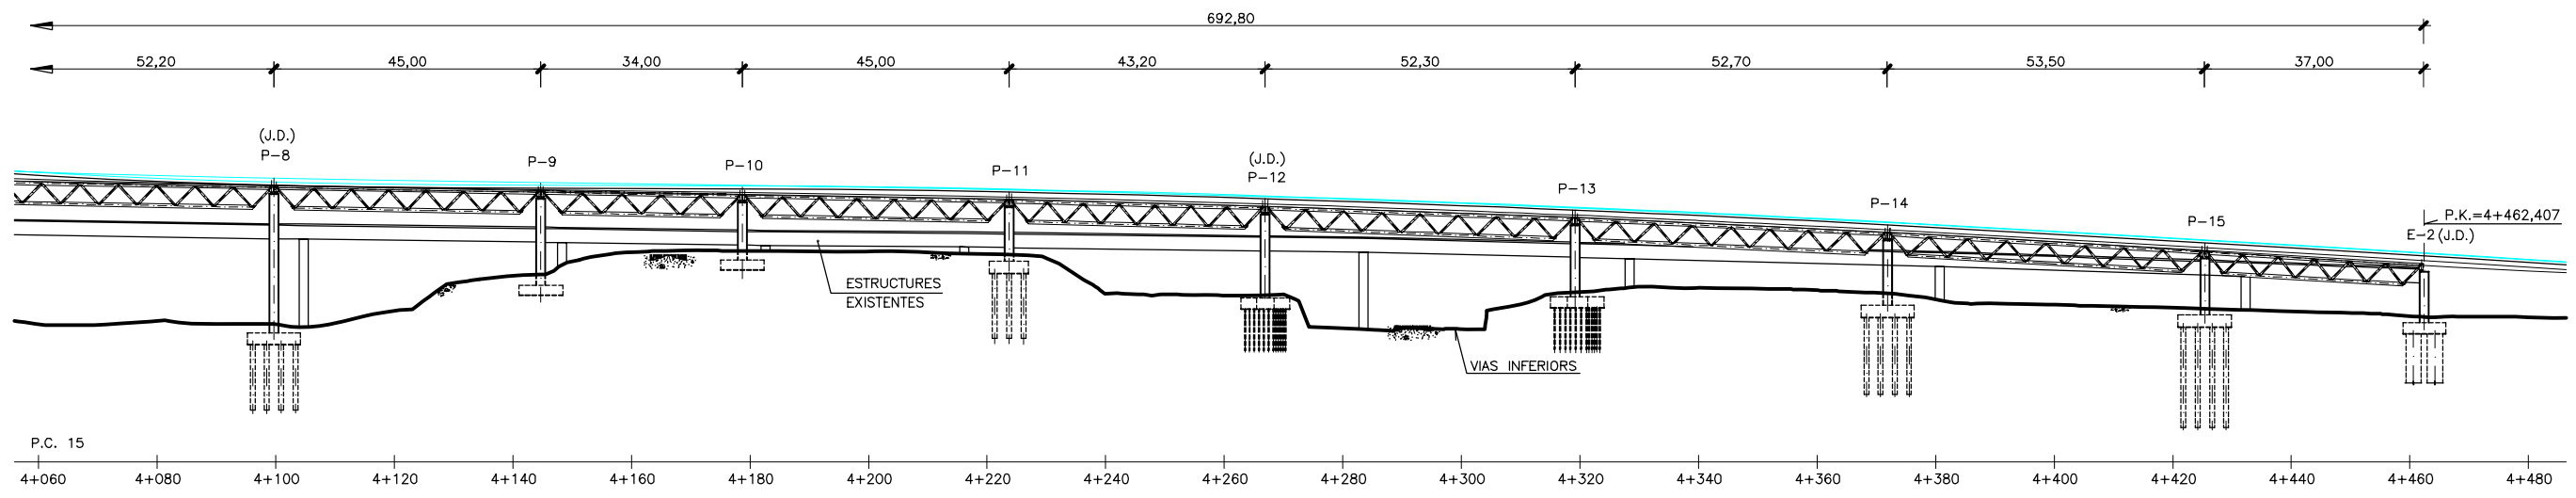 692,80
52,20
45,00
34,00
45,00
43,20
52,30
52,70
53,50
37,00
(J.D.)
P-8
P-9
P-10
P-11
(J.D.)
P-12
P-13
P-14
P-15
P.K.=4+462,407
E-2(J.D.)
ESTRUCTURES
EXISTENTES
VIAS INFERIORS
P.C. 15
4+060
4+080
4+100
4+120
4+140
4+160
4+180
4+200
4+220
4+240
4+260
4+280
4+300
4+320
4+340
4+360
4+380
4+400
4+420
4+440
4+460
4+480